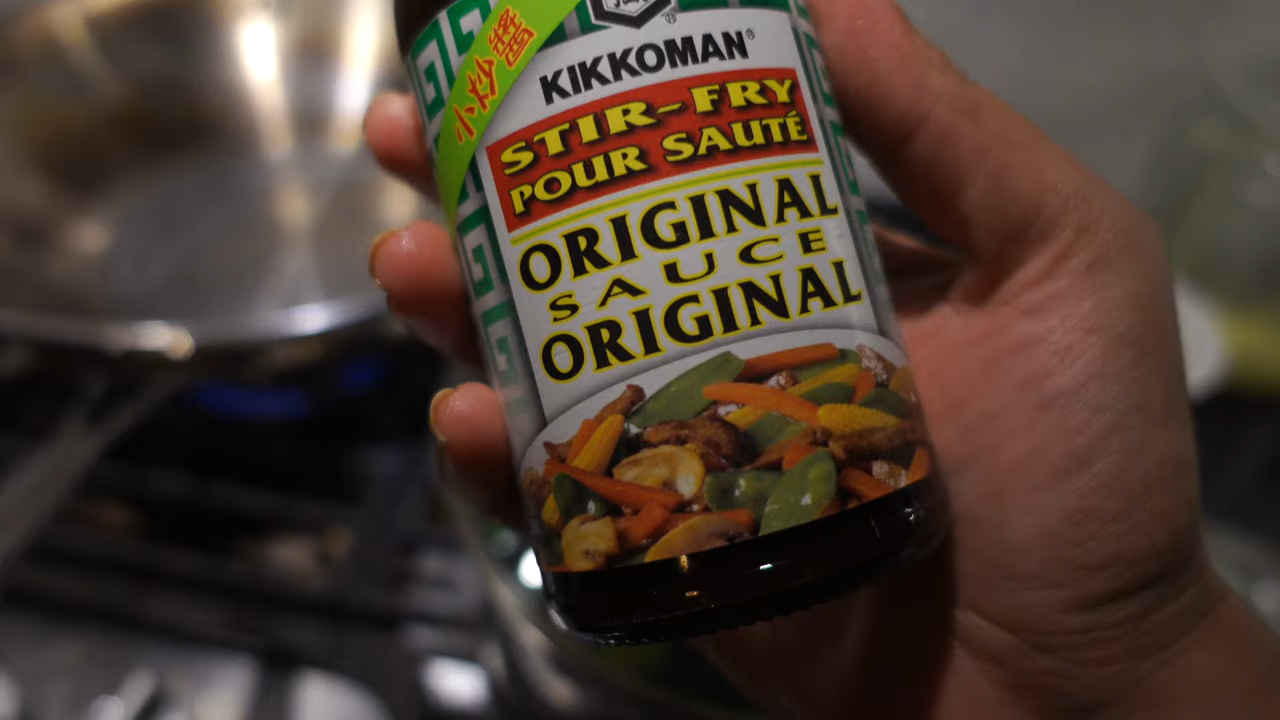 小炒醬
KIKKOMAN®
STIR-FRY
POUR SAUTÉ
ORIGINAL
SAUCE
ORIGINAL